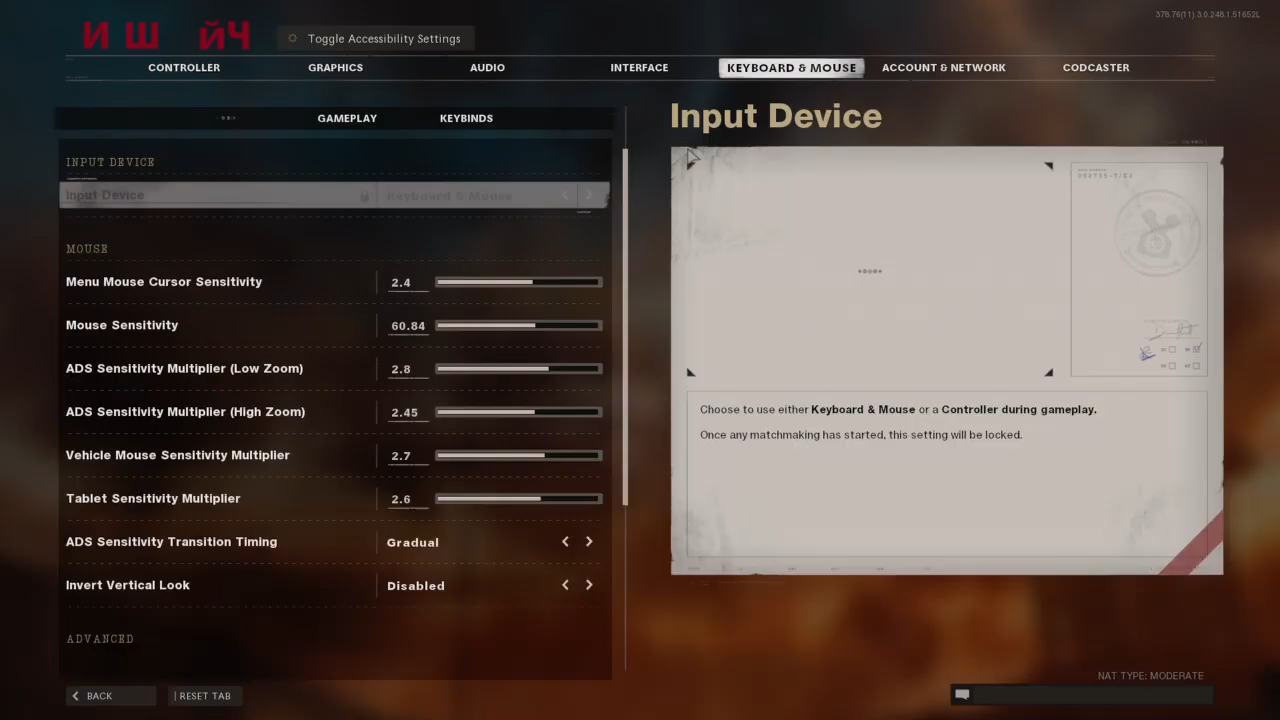 378.76(11).3.0.248.1.51652L
И Ш йЧ
Toggle Accessibility Settings
CONTROLLER GRAPHICS AUDIO INTERFACE KEYBOARD & MOUSE ACCOUNT & NETWORK CODCASTER
GAMEPLAY KEYBINDS
Input Device
INPUT DEVICE
Input Device Keyboard & Mouse
MOUSE
Menu Mouse Cursor Sensitivity 2.4
Mouse Sensitivity 60.84
ADS Sensitivity Multiplier (Low Zoom) 2.8
ADS Sensitivity Multiplier (High Zoom) 2.45
Vehicle Mouse Sensitivity Multiplier 2.7
Tablet Sensitivity Multiplier 2.6
ADS Sensitivity Transition Timing Gradual
Invert Vertical Look Disabled
ADVANCED
Choose to use either Keyboard & Mouse or a Controller during gameplay.
Once any matchmaking has started, this setting will be locked.
NAT TYPE: MODERATE
BACK RESET TAB